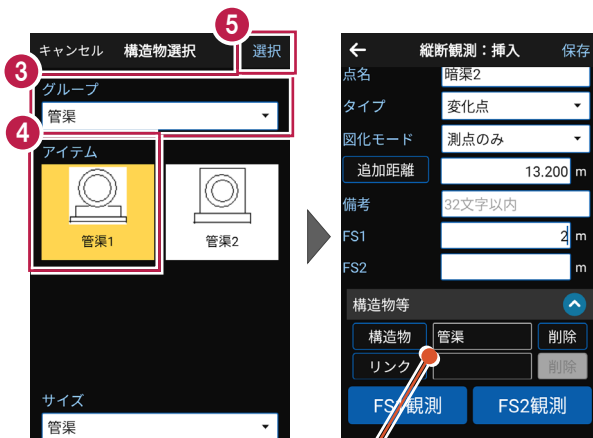 5
キャンセル 構造物選択 選択
3
グループ
管渠
4
アイテム
管渠1 管渠2
サイズ
管渠
← 縦断観測：挿入 保存
点名 暗渠2
タイプ 変化点
図化モード 測点のみ
追加距離 13.200 m
備考 32文字以内
FS1 2 m
FS2 m
構造物等
構造物 管渠 削除
リンク 削除
FS1観測 FS2観測